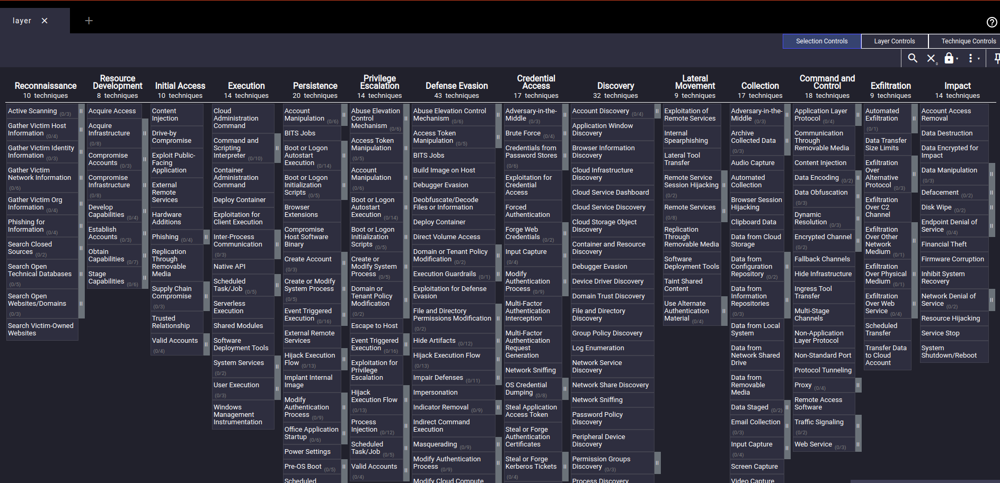 layer
Selection Controls
Layer Controls
Technique Controls
0
Reconnaissance
10 techniques
Active Scanning (0/3)
Gather Victim Host
Information (0/4)
Gather Victim Identity
Information (0/3)
Gather Victim
Network Information
(0/6)
Gather Victim Org
Information (0/4)
Phishing for
Information (0/4)
Search Closed
Sources (0/2)
Search Open
Technical Databases
(0/5)
Search Open
Websites/Domains
(0/3)
Search Victim-Owned
Websites
Resource
Development
8 techniques
Acquire Access
Acquire
Infrastructure
(0/8)
Compromise
Accounts (0/3)
Compromise
Infrastructure
(0/8)
Develop
Capabilities (0/4)
Establish
Accounts (0/3)
Obtain
Capabilities (0/7)
Stage
Capabilities (0/6)
Initial Access
10 techniques
Content
Injection
Drive-by
Compromise
Exploit Public-
Facing
Application
External
Remote
Services
Hardware
Additions
Phishing (0/4)
Replication
Through
Removable
Media
Supply Chain
Compromise
(0/3)
Trusted
Relationship
Valid Accounts
(0/4)
Execution
14 techniques
Cloud
Administration
Command
Command and
Scripting
Interpreter (0/10)
Container
Administration
Command
Deploy Container
Exploitation for
Client Execution
Inter-Process
Communication
(0/3)
Native API
Scheduled
Task/Job (0/5)
Serverless
Execution
Shared Modules
Software
Deployment Tools
System Services
(0/2)
User Execution
(0/3)
Windows
Management
Instrumentation
Persistence
20 techniques
Account
Manipulation (0/6)
BITS Jobs
Boot or Logon
Autostart
Execution (0/14)
Boot or Logon
Initialization
Scripts (0/5)
Browser
Extensions
Compromise
Host Software
Binary
Create Account
(0/3)
Create or Modify
System Process
(0/5)
Event Triggered
Execution (0/16)
External Remote
Services
Hijack Execution
Flow (0/13)
Implant Internal
Image
Modify
Authentication
Process (0/9)
Office Application
Startup (0/6)
Power Settings
Pre-OS Boot (0/5)
Scheduled
Privilege
Escalation
14 techniques
Abuse Elevation
Control
Mechanism (0/6)
Access Token
Manipulation
(0/5)
Account
Manipulation
(0/6)
Boot or Logon
Autostart
Execution (0/14)
Boot or Logon
Initialization
Scripts (0/5)
Create or
Modify System
Process (0/5)
Domain or
Tenant Policy
Modification
(0/2)
Escape to Host
Event Triggered
Execution (0/16)
Exploitation for
Privilege
Escalation
Hijack
Execution Flow
(0/13)
Process
Injection (0/12)
Scheduled
Task/Job (0/5)
Valid Accounts
(0/4)
Defense Evasion
43 techniques
Abuse Elevation Control
Mechanism (0/6)
Access Token
Manipulation (0/5)
BITS Jobs
Build Image on Host
Debugger Evasion
Deobfuscate/Decode
Files or Information
Deploy Container
Direct Volume Access
Domain or Tenant Policy
Modification (0/2)
Execution Guardrails (0/1)
Exploitation for Defense
Evasion
File and Directory
Permissions Modification
(0/2)
Hide Artifacts (0/12)
Hijack Execution Flow
(0/13)
Impair Defenses (0/11)
Impersonation
Indicator Removal (0/9)
Indirect Command
Execution
Masquerading (0/9)
Modify Authentication
Process (0/9)
Modify Cloud Compute
Credential
Access
17 techniques
Adversary-in-the-
Middle (0/3)
Brute Force (0/4)
Credentials from
Password Stores
(0/6)
Exploitation for
Credential
Access
Forced
Authentication
Forge Web
Credentials (0/2)
Input Capture
(0/4)
Modify
Authentication
Process (0/9)
Multi-Factor
Authentication
Interception
Multi-Factor
Authentication
Request
Generation
Network Sniffing
OS Credential
Dumping (0/8)
Steal Application
Access Token
Steal or Forge
Authentication
Certificates
Steal or Forge
Kerberos Tickets
(0/4)
Discovery
32 techniques
Account Discovery (0/4)
Application Window
Discovery
Browser Information
Discovery
Cloud Infrastructure
Discovery
Cloud Service Dashboard
Cloud Service Discovery
Cloud Storage Object
Discovery
Container and Resource
Discovery
Debugger Evasion
Device Driver Discovery
Domain Trust Discovery
File and Directory
Discovery
Group Policy Discovery
Log Enumeration
Network Service
Discovery
Network Share Discovery
Network Sniffing
Password Policy
Discovery
Peripheral Device
Discovery
Permission Groups
Discovery (0/3)
Process Discovery
Lateral
Movement
9 techniques
Exploitation of
Remote Services
Internal
Spearphishing
Lateral Tool
Transfer
Remote Service
Session Hijacking
(0/2)
Remote Services
(0/8)
Replication
Through
Removable Media
Software
Deployment Tools
Taint Shared
Content
Use Alternate
Authentication
Material (0/4)
Collection
17 techniques
Adversary-in-the-
Middle (0/3)
Archive
Collected Data
(0/3)
Audio Capture
Automated
Collection
Browser Session
Hijacking
Clipboard Data
Data from Cloud
Storage
Data from
Configuration
Repository (0/2)
Data from
Information
Repositories
(0/3)
Data from Local
System
Data from
Network Shared
Drive
Data from
Removable
Media
Data Staged (0/2)
Email Collection
(0/3)
Input Capture
(0/4)
Screen Capture
Video Capture
Command and
Control
18 techniques
Application Layer
Protocol (0/4)
Communication
Through
Removable Media
Content Injection
Data Encoding (0/2)
Data Obfuscation
(0/3)
Dynamic
Resolution (0/3)
Encrypted Channel
(0/2)
Fallback Channels
Hide Infrastructure
Ingress Tool
Transfer
Multi-Stage
Channels
Non-Application
Layer Protocol
Non-Standard Port
Protocol Tunneling
Proxy (0/4)
Remote Access
Software
Traffic Signaling
(0/2)
Web Service (0/3)
Exfiltration
9 techniques
Automated
Exfiltration
(0/1)
Data Transfer
Size Limits
Exfiltration
Over
Alternative
Protocol (0/3)
Exfiltration
Over C2
Channel
Exfiltration
Over Other
Network
Medium (0/1)
Exfiltration
Over Physical
Medium (0/1)
Exfiltration
Over Web
Service (0/4)
Scheduled
Transfer
Transfer Data
to Cloud
Account
Impact
14 techniques
Account Access
Removal
Data Destruction
Data Encrypted for
Impact
Data Manipulation
(0/3)
Defacement (0/2)
Disk Wipe (0/2)
Endpoint Denial of
Service (0/4)
Financial Theft
Firmware Corruption
Inhibit System
Recovery
Network Denial of
Service (0/2)
Resource Hijacking
Service Stop
System
Shutdown/Reboot